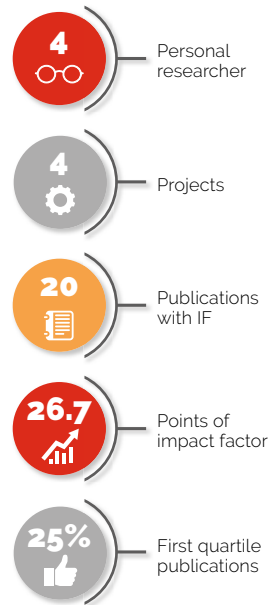 4
Personal
researcher
4
Projects
20
Publications
with IF
26.7
Points of
impact factor
25%
First quartile
publications